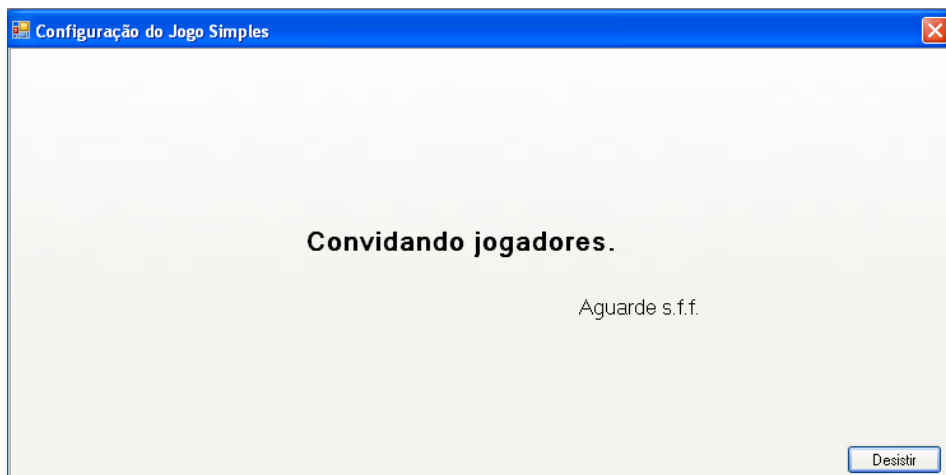 Configuração do Jogo Simples
Convidando jogadores.
Aguarde s.f.f.
Desistir